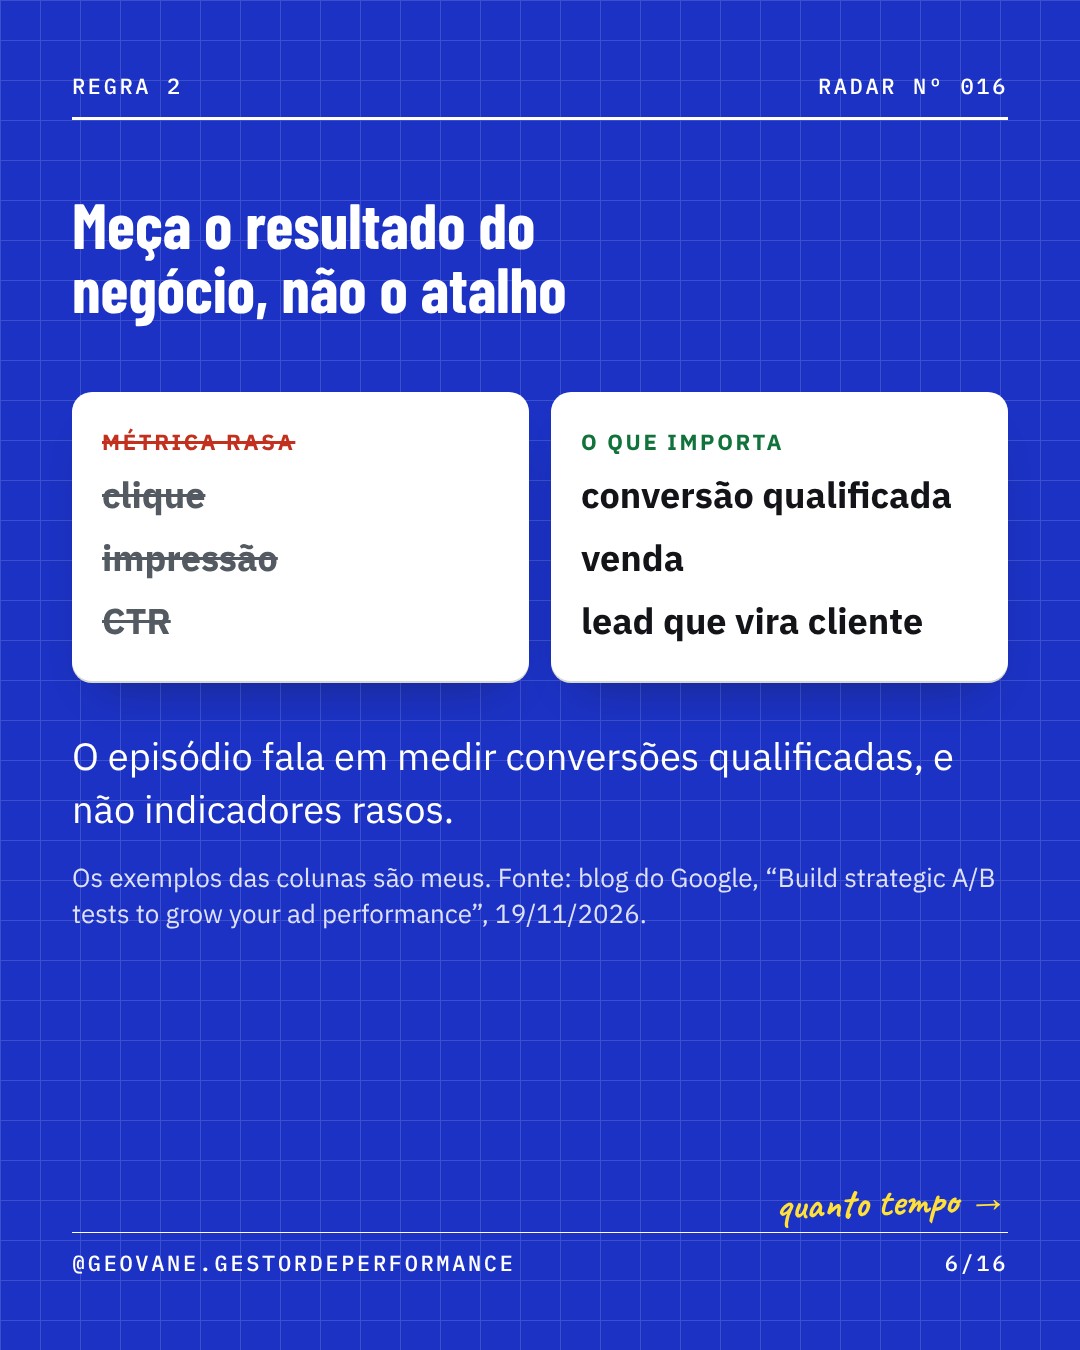 REGRA 2
RADAR Nº 016
Meça o resultado do
negócio, não o atalho
MÉTRICA RASA
clique
impressão
CTR
O QUE IMPORTA
conversão qualificada
venda
lead que vira cliente
O episódio fala em medir conversões qualificadas, e
não indicadores rasos.
Os exemplos das colunas são meus. Fonte: blog do Google, “Build strategic A/B
tests to grow your ad performance”, 19/11/2026.
quanto tempo →
@GEOVANE.GESTORDEPERFORMANCE
6/16